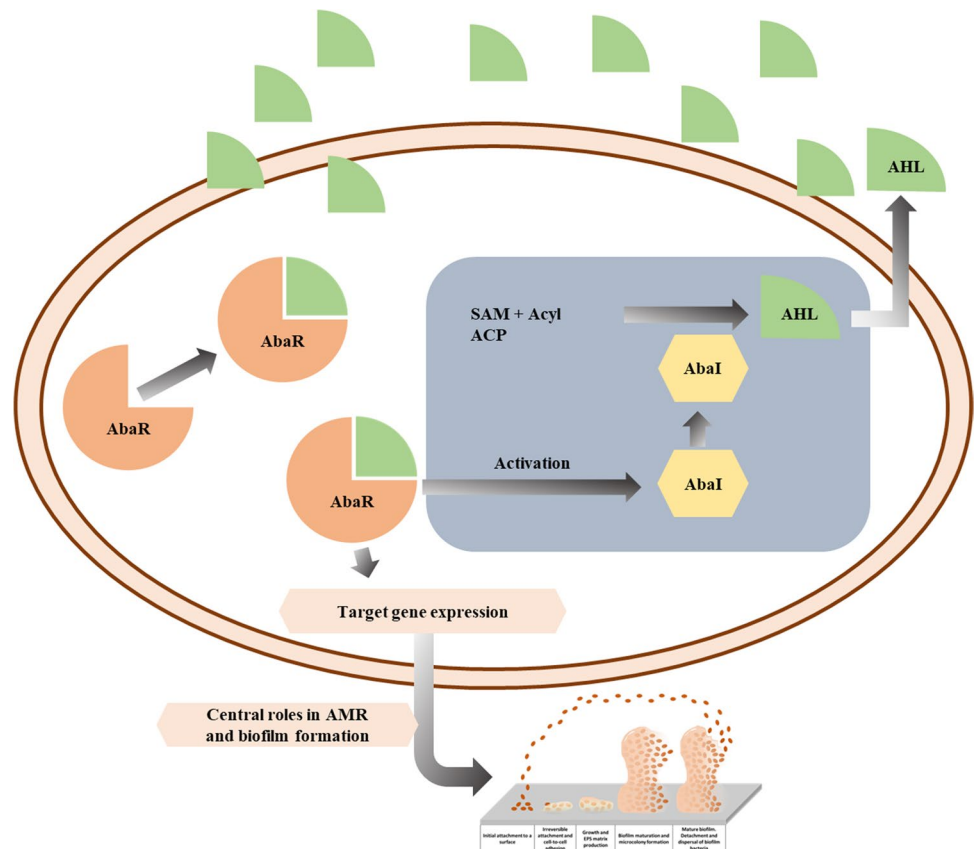 AHL
SAM + Acyl
ACP
AHL
AbaI
AbaR
AbaR
Activation
AbaI
AbaR
Target gene expression
Central roles in AMR
and biofilm formation
Initial attachment to a
surface
Irreversible
attachment and
cell-to-cell
adhesion
Growth and
EPS matrix
production
Biofilm maturation and
microcolony formation
Mature biofilm.
Detachment and
dispersal of biofilm
bacteria